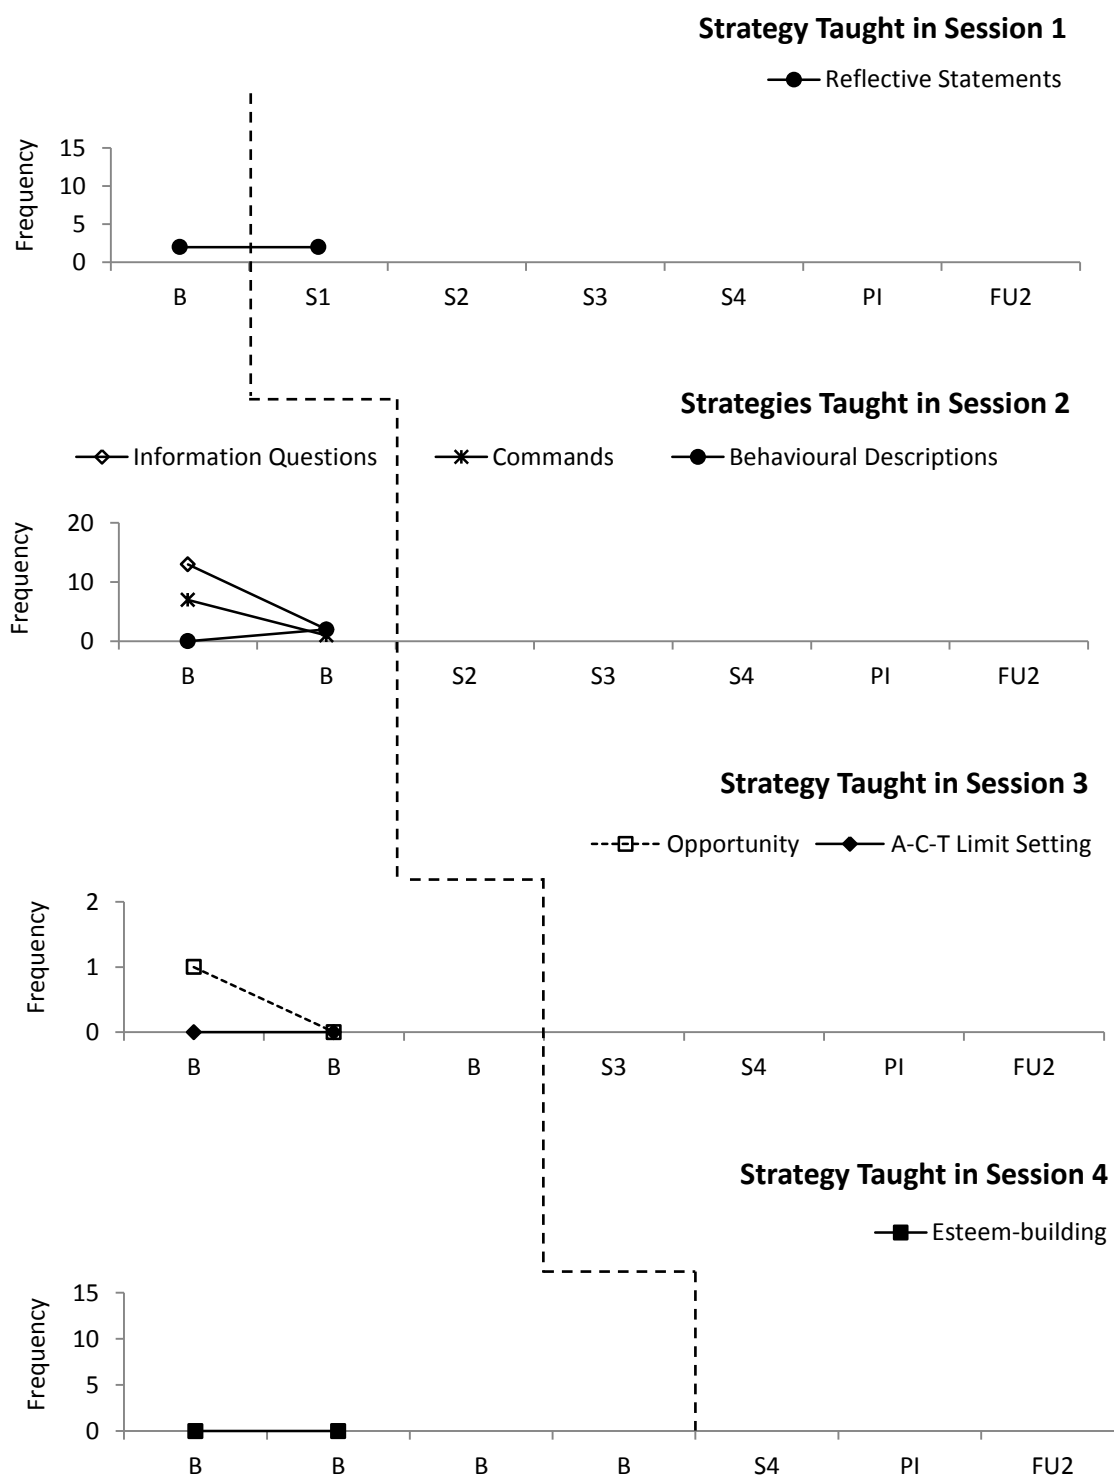 Strategy Taught in Session 1
Reflective Statements
Frequency
15
10
5
0
B S1 S2 S3 S4 PI FU2
Strategies Taught in Session 2
Information Questions Commands Behavioural Descriptions
Frequency
20
10
0
B B S2 S3 S4 PI FU2
Strategy Taught in Session 3
Opportunity A-C-T Limit Setting
Frequency
2
1
0
B B B S3 S4 PI FU2
Strategy Taught in Session 4
Esteem-building
Frequency
15
10
5
0
B B B B S4 PI FU2